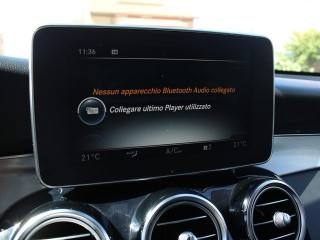 11:36
Nessun apparecchio Bluetooth Audio collegato
Collegare ultimo Player utilizzato
21°C A/C 21°C